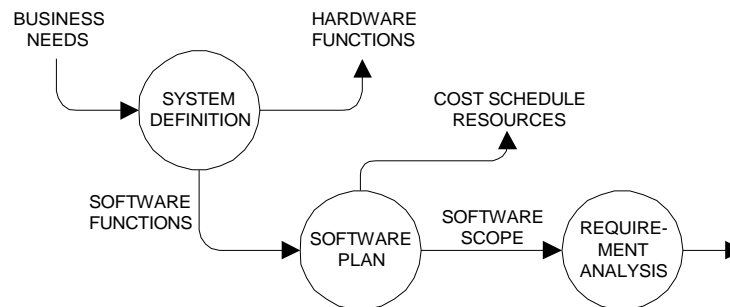 BUSINESS
NEEDS
HARDWARE
FUNCTIONS
SYSTEM
DEFINITION
COST SCHEDULE
RESOURCES
SOFTWARE
FUNCTIONS
SOFTWARE
PLAN
SOFTWARE
SCOPE
REQUIRE-
MENT
ANALYSIS